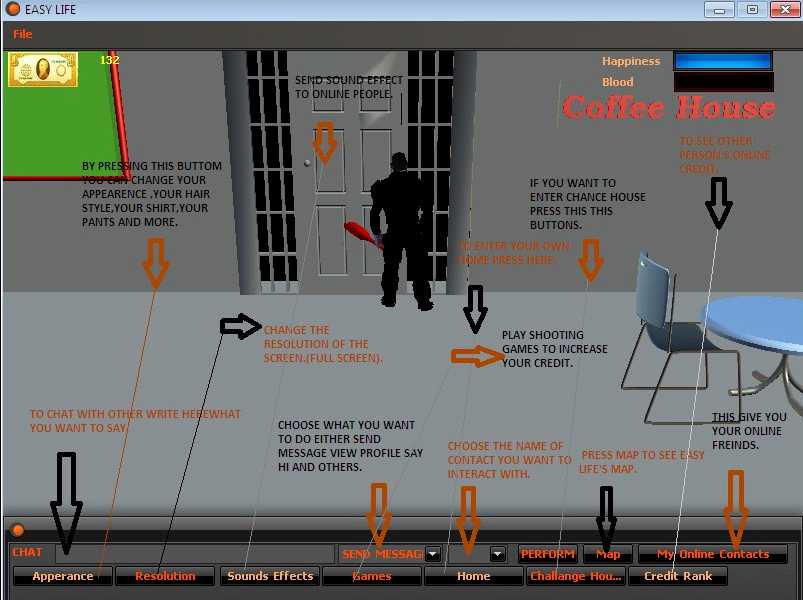 EASY LIFE
File
132
Happiness
Blood
Coffee House
SEND SOUND EFFECT
TO ONLINE PEOPLE.
TO SEE OTHER
PERSON'S ONLINE
CREDIT.
BY PRESSING THIS BUTTOM
YOU CAN CHANGE YOUR
APPEARENCE ,YOUR HAIR
STYLE,YOUR SHIRT,YOUR
PANTS AND MORE.
IF YOU WANT TO
ENTER CHANCE HOUSE
PRESS THIS THIS
BUTTONS.
TO ENTER YOUR OWN
HOME PRESS HERE.
CHANGE THE
RESOLUTION OF THE
SCREEN.(FULL SCREEN).
PLAY SHOOTING
GAMES TO INCREASE
YOUR CREDIT.
TO CHAT WITH OTHER WRITE HEREWHAT
YOU WANT TO SAY
CHOOSE WHAT YOU WANT
TO DO EITHER SEND
MESSAGE VIEW PROFILE SAY
HI AND OTHERS.
CHOOSE THE NAME OF
CONTACT YOU WANT TO
INTERACT WITH.
PRESS MAP TO SEE EASY
LIFE'S MAP.
THIS GIVE YOU
YOUR ONLINE
FREINDS.
CHAT
SEND MESSAG
PERFORM
Map
My Online Contacts
Apperance
Resolution
Sounds Effects
Games
Home
Challange Hou...
Credit Rank